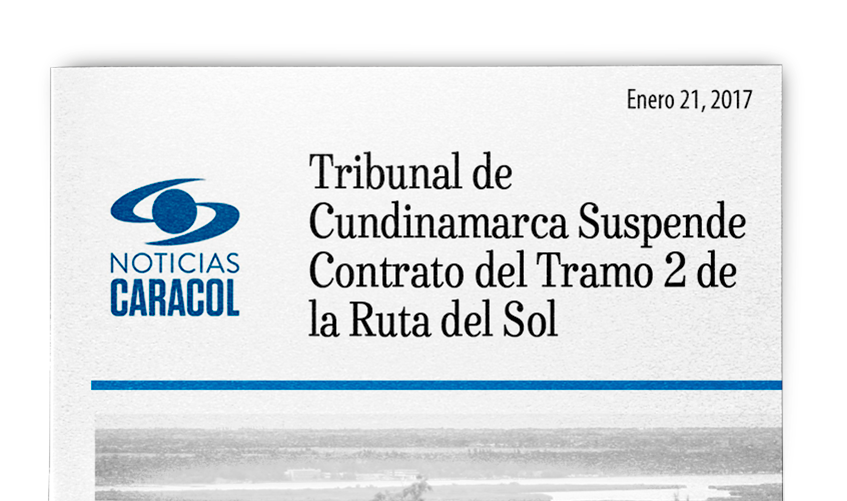 Enero 21, 2017
Tribunal de
Cundinamarca Suspende
Contrato del Tramo 2 de
la Ruta del Sol
NOTICIAS
CARACOL